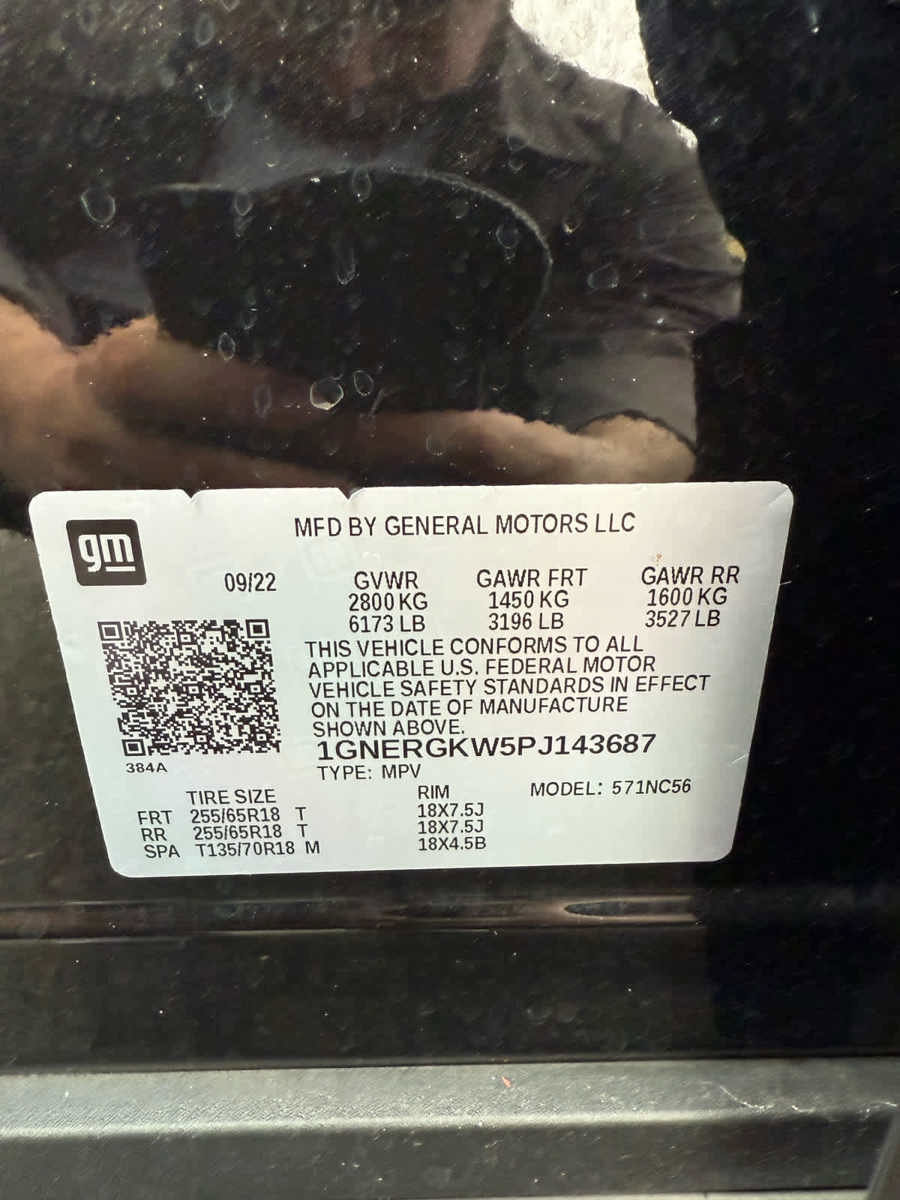 MFD BY GENERAL MOTORS LLC
gm
09/22
GVWR GAWR FRT GAWR RR
2800 KG 1450 KG 1600 KG
6173 LB 3196 LB 3527 LB
THIS VEHICLE CONFORMS TO ALL
APPLICABLE U.S. FEDERAL MOTOR
VEHICLE SAFETY STANDARDS IN EFFECT
ON THE DATE OF MANUFACTURE
SHOWN ABOVE.
1GNERGKW5PJ143687
384A
TYPE: MPV
MODEL: 571NC56
TIRE SIZE RIM
FRT 255/65R18 T 18X7.5J
RR 255/65R18 T 18X7.5J
SPA T135/70R18 M 18X4.5B